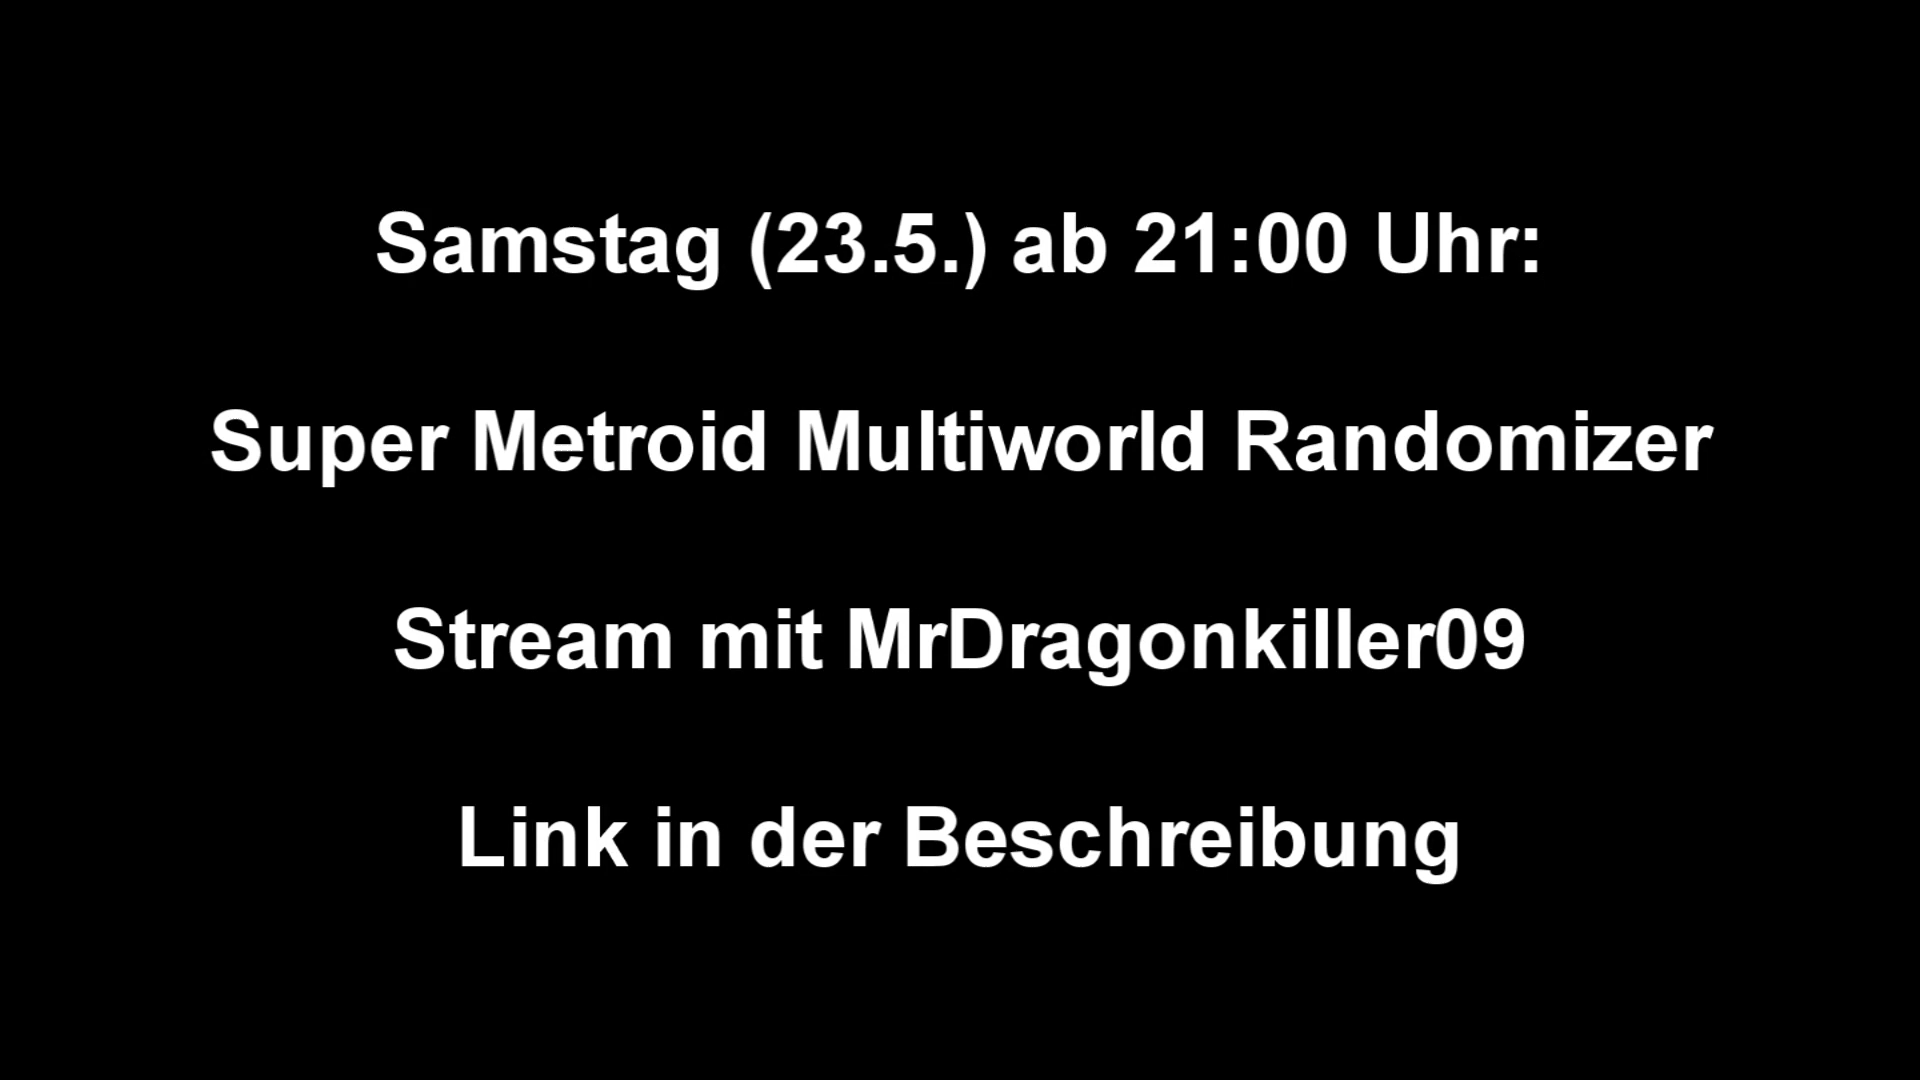 Samstag (23.5.) ab 21:00 Uhr:
Super Metroid Multiworld Randomizer
Stream mit MrDragonkiller09
Link in der Beschreibung